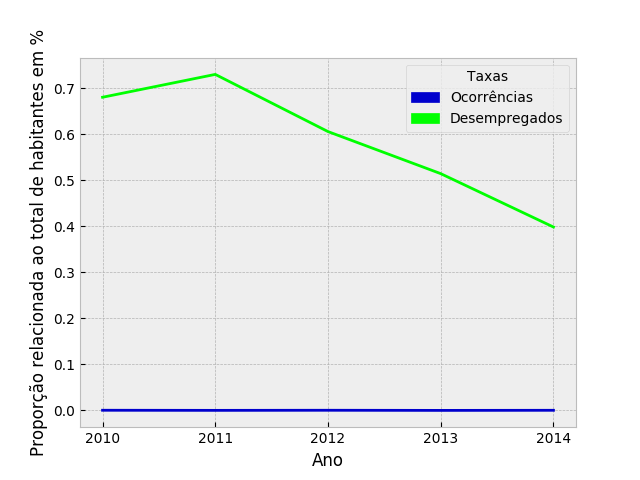 Proporção relacionada ao total de habitantes em %
0.7
0.6
0.5
0.4
0.3
0.2
0.1
0.0
Taxas
Ocorrências
Desempregados
2010 2011 2012 2013 2014
Ano